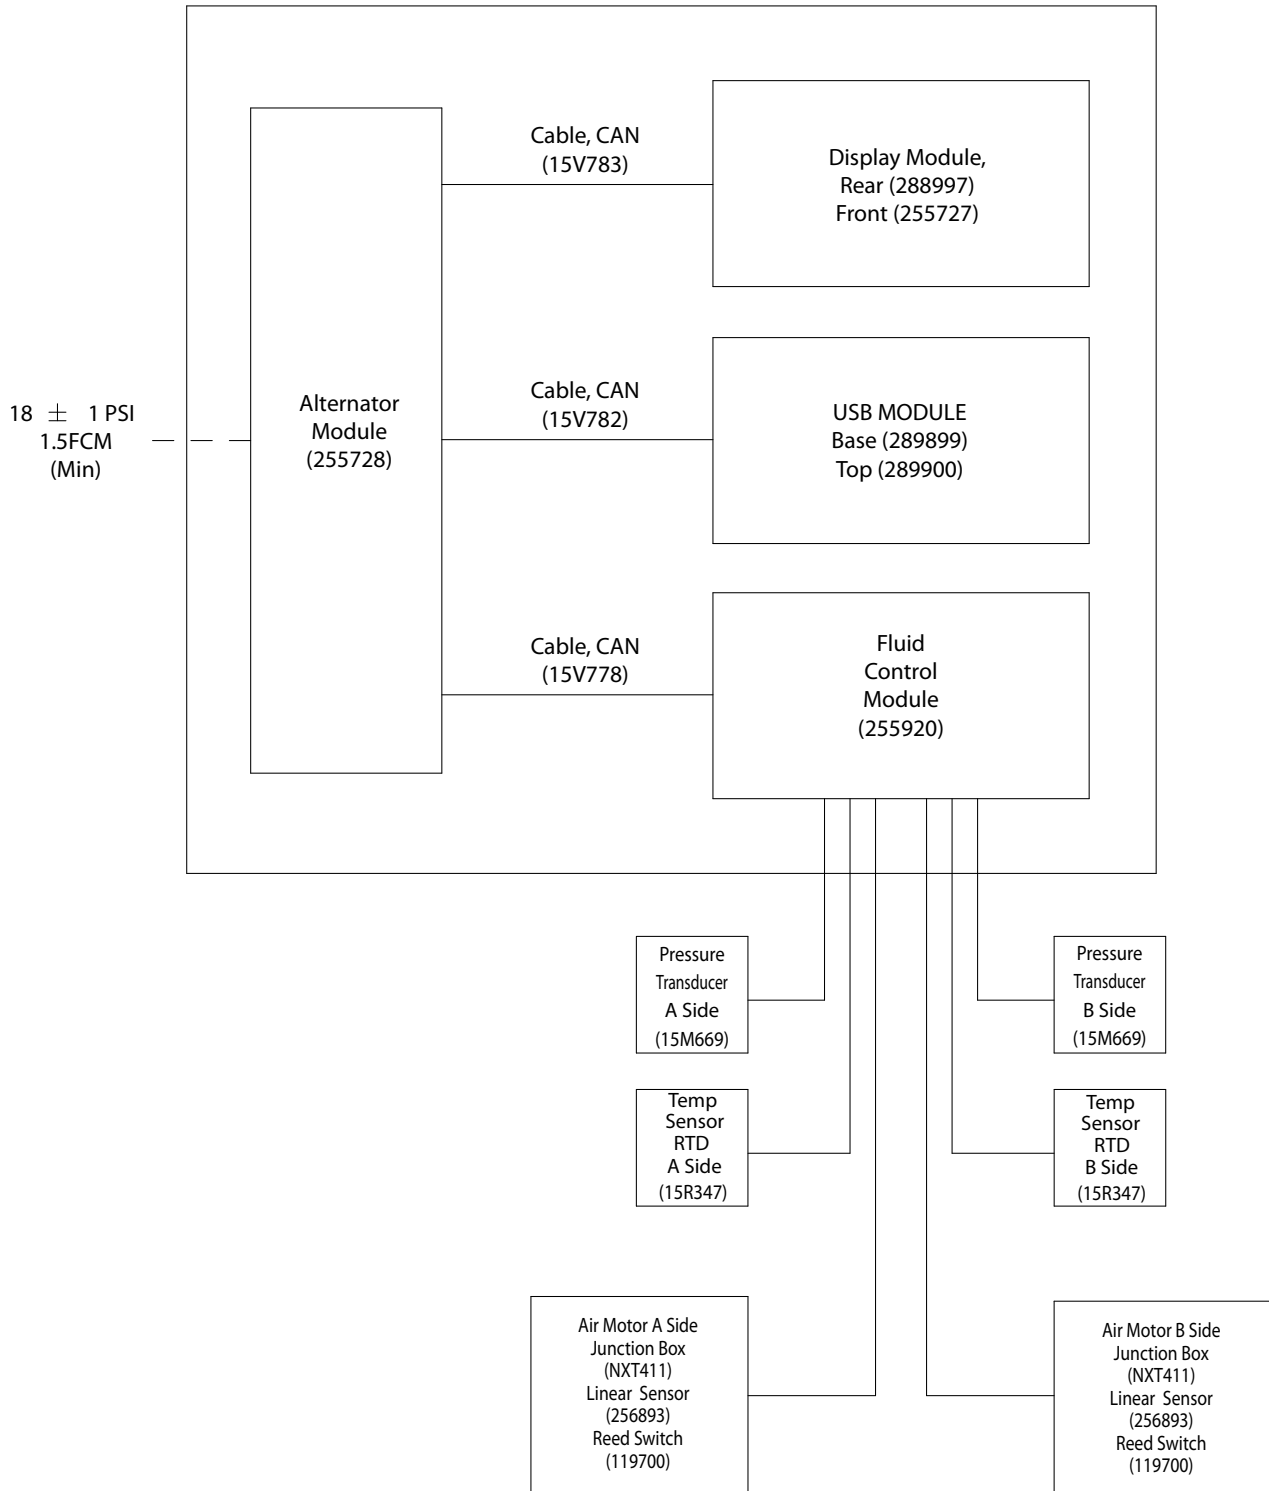 Cable, CAN
(15V783)
Display Module,
Rear (288997)
Front (255727)
18 ± 1 PSI
1.5FCM
(Min)
Alternator
Module
(255728)
Cable, CAN
(15V782)
USB MODULE
Base (289899)
Top (289900)
Cable, CAN
(15V778)
Fluid
Control
Module
(255920)
Pressure
Transducer
A Side
(15M669)
Pressure
Transducer
B Side
(15M669)
Temp
Sensor
RTD
A Side
(15R347)
Temp
Sensor
RTD
B Side
(15R347)
Air Motor A Side
Junction Box
(NXT411)
Linear Sensor
(256893)
Reed Switch
(119700)
Air Motor B Side
Junction Box
(NXT411)
Linear Sensor
(256893)
Reed Switch
(119700)